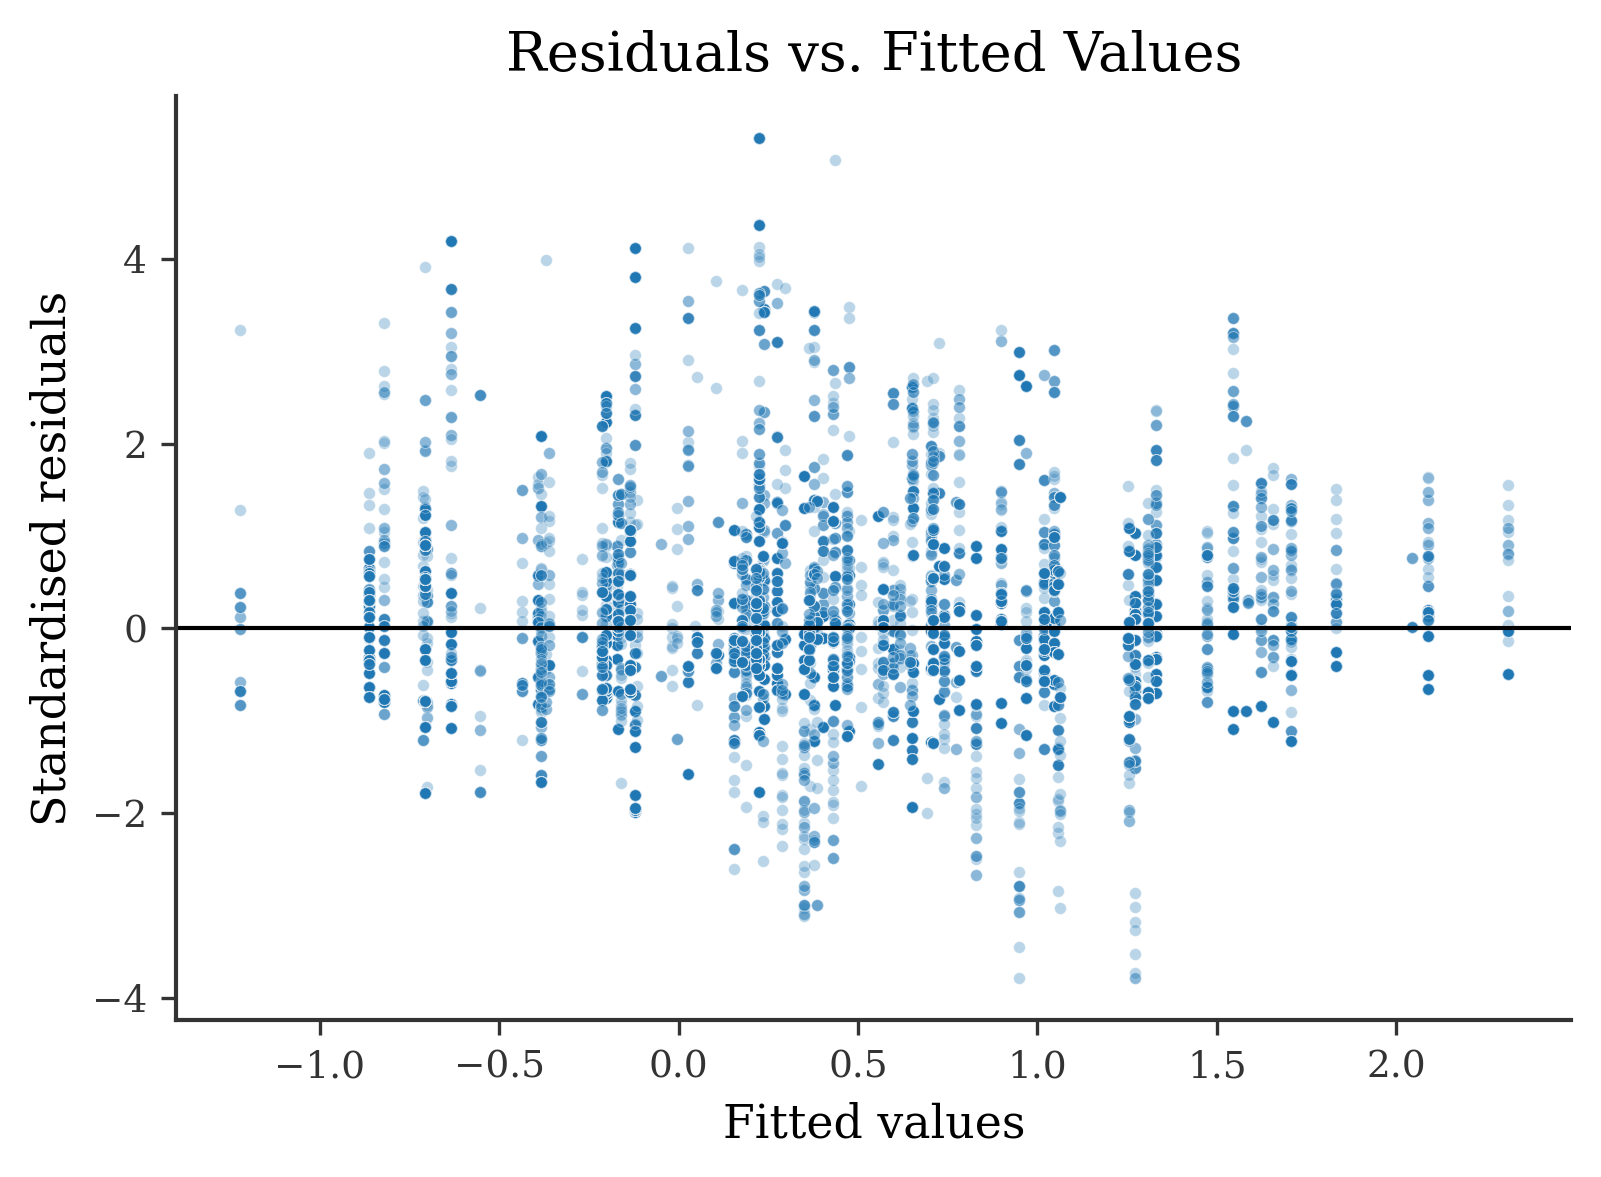 Residuals vs. Fitted Values
Standardised residuals
4
2
0
−2
−4
−1.0 −0.5 0.0 0.5 1.0 1.5 2.0
Fitted values